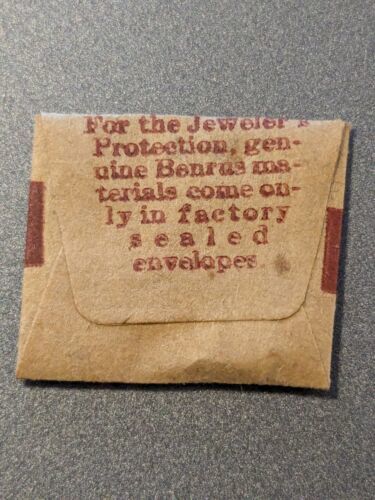 For the Jeweler's
Protection, gen-
uine Benrus ma-
terials come on-
ly in factory
sealed
envelopes